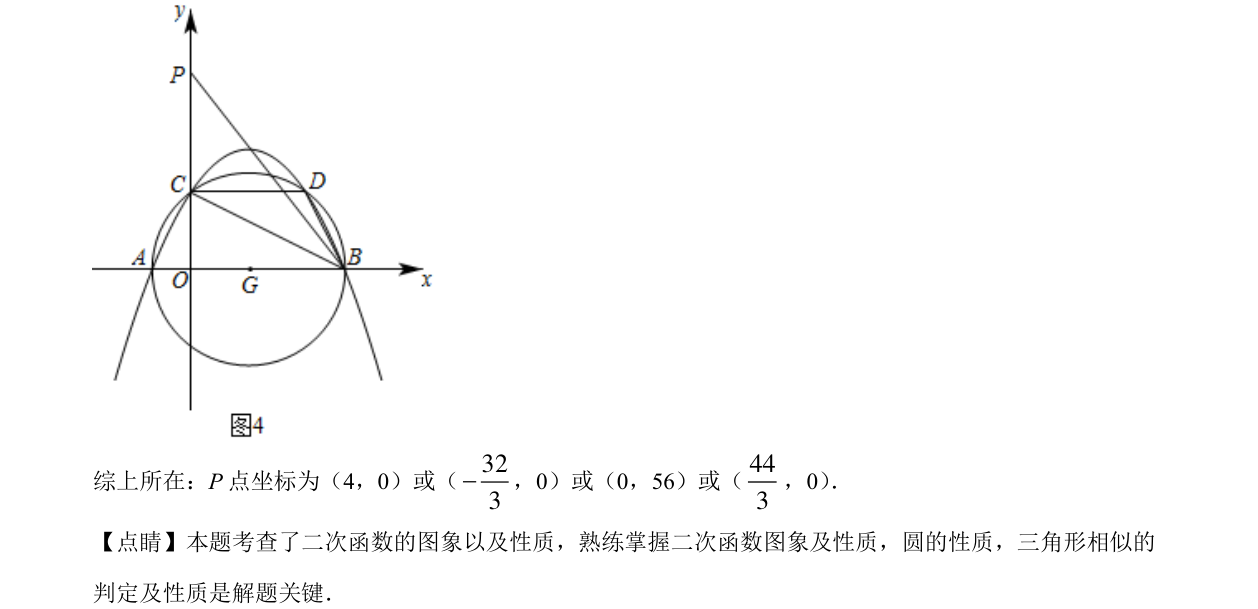 y
P
C D
A B
O G x
图4
综上所在：P 点坐标为（4，0）或（$-\frac{32}{3}$，0）或（0，56）或（$\frac{44}{3}$，0）．
【点睛】本题考查了二次函数的图象以及性质，熟练掌握二次函数图象及性质，圆的性质，三角形相似的
判定及性质是解题关键．